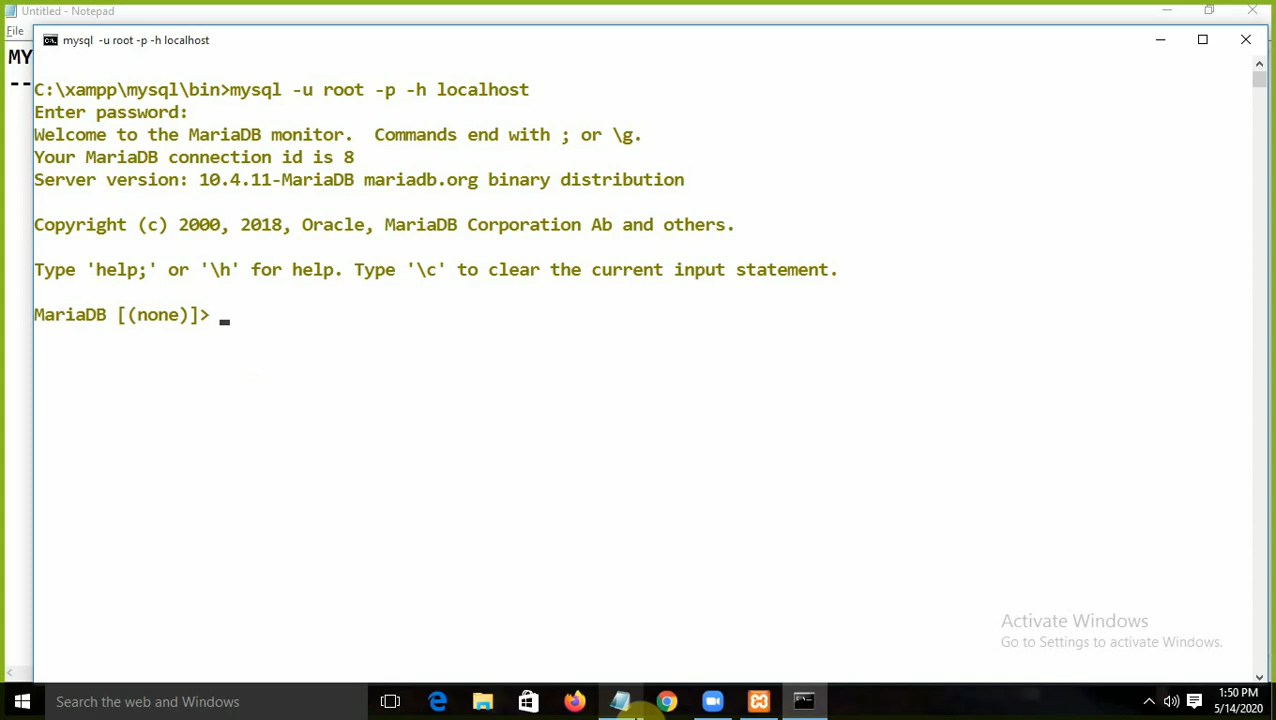 Untitled - Notepad
File
MY
--
mysql -u root -p -h localhost
C:\xampp\mysql\bin>mysql -u root -p -h localhost
Enter password:
Welcome to the MariaDB monitor.  Commands end with ; or \g.
Your MariaDB connection id is 8
Server version: 10.4.11-MariaDB mariadb.org binary distribution
Copyright (c) 2000, 2018, Oracle, MariaDB Corporation Ab and others.
Type 'help;' or '\h' for help. Type '\c' to clear the current input statement.
MariaDB [(none)]> _
Activate Windows
Go to Settings to activate Windows.
Search the web and Windows
1:50 PM
5/14/2020